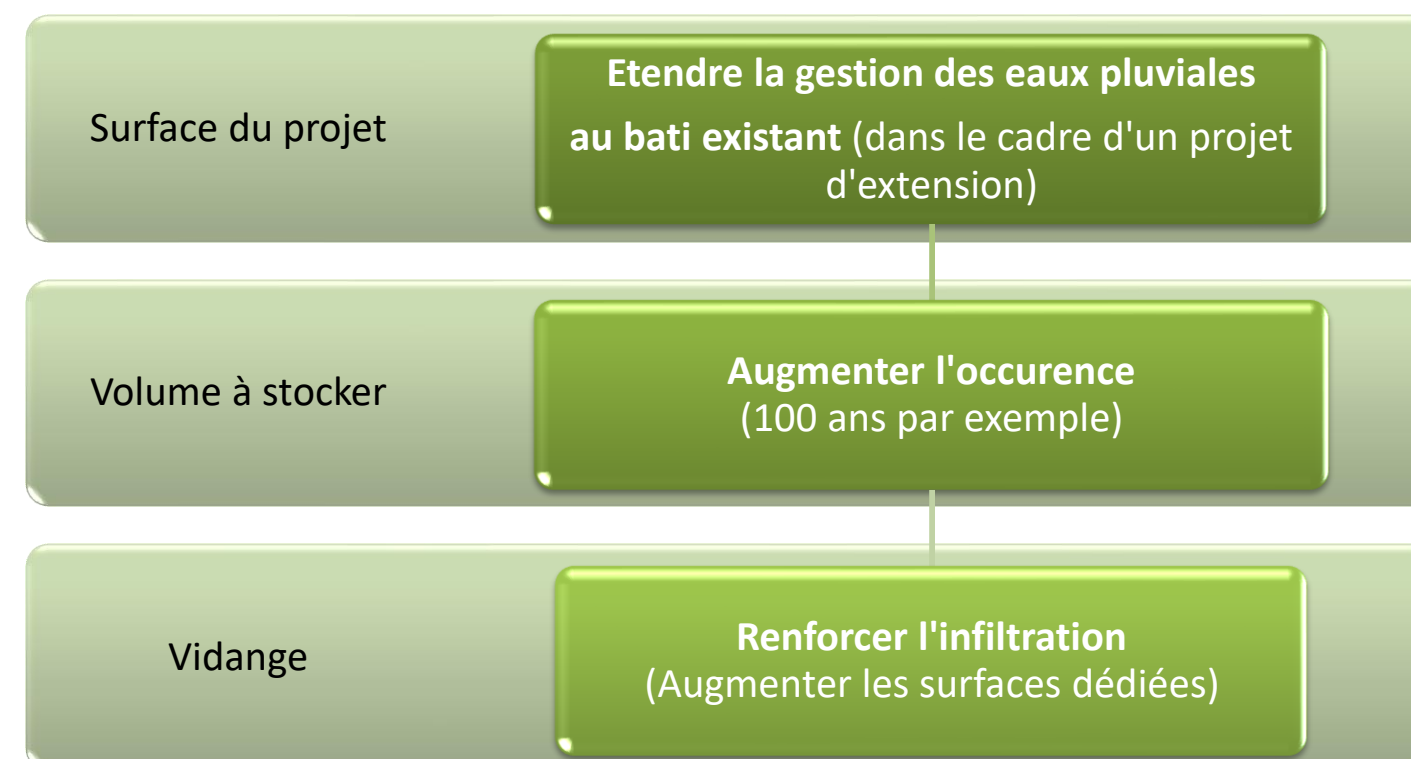 Surface du projet
Etendre la gestion des eaux pluviales
au bati existant (dans le cadre d'un projet
d'extension)
Volume à stocker
Augmenter l'occurence
(100 ans par exemple)
Vidange
Renforcer l'infiltration
(Augmenter les surfaces dédiées)